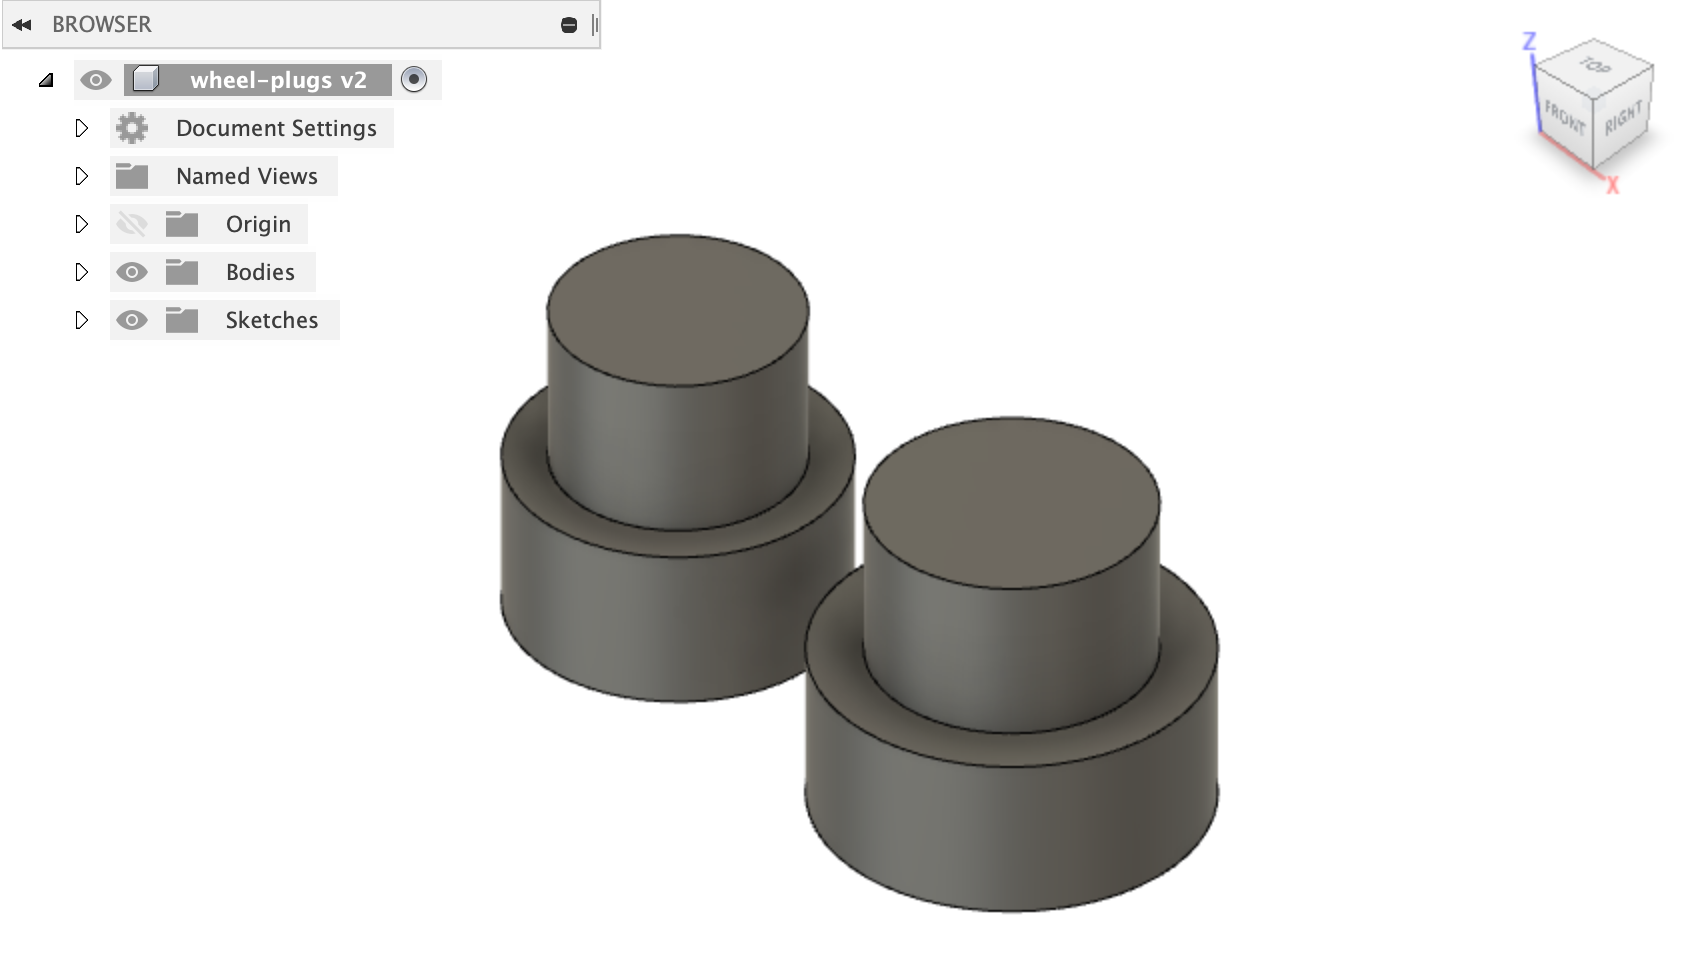 BROWSER
wheel-plugs v2
Document Settings
Named Views
Origin
Bodies
Sketches
Z
TOP
FRONT
RIGHT
X